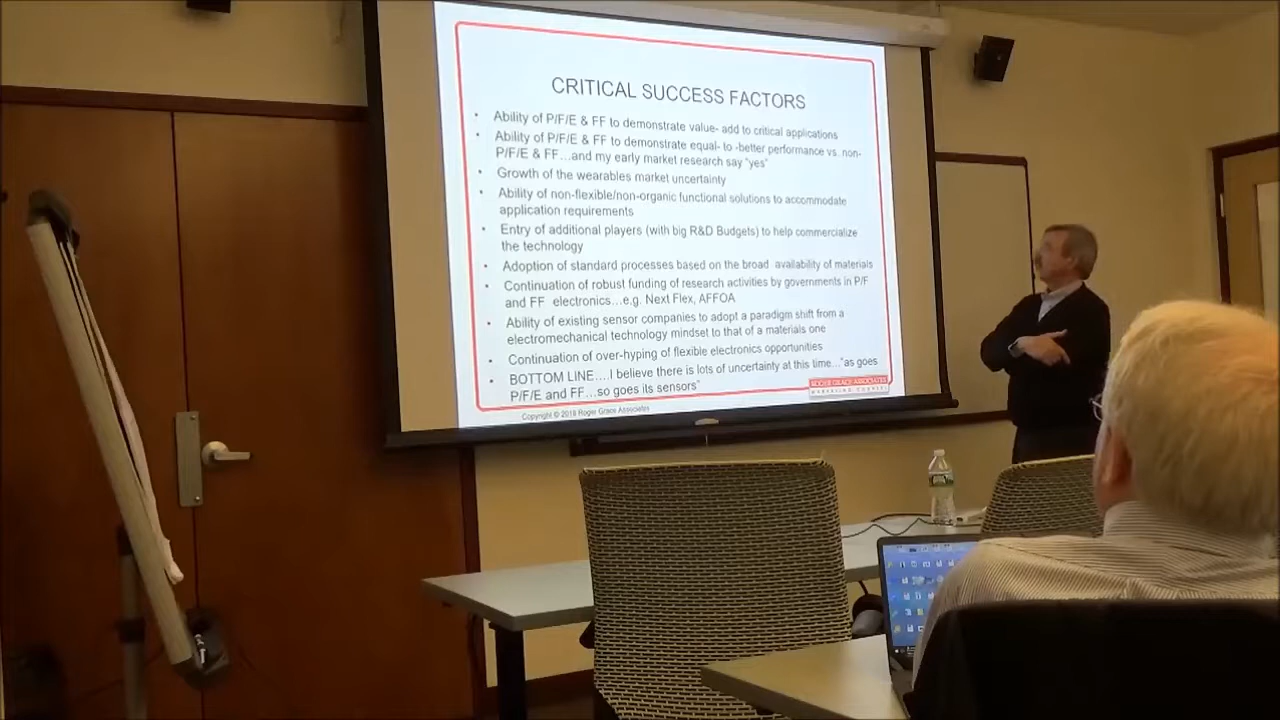 CRITICAL SUCCESS FACTORS
• Ability of P/F/E & FF to demonstrate value- add to critical applications
• Ability of P/F/E & FF to demonstrate equal- to -better performance vs. non-
P/F/E & FF…and my early market research say "yes"
• Growth of the wearables market uncertainty
• Ability of non-flexible/non-organic functional solutions to accommodate
application requirements
• Entry of additional players (with big R&D Budgets) to help commercialize
the technology
• Adoption of standard processes based on the broad availability of materials
• Continuation of robust funding of research activities by governments in P/F
and FF electronics…e.g. Next Flex, AFFOA
• Ability of existing sensor companies to adopt a paradigm shift from a
electromechanical technology mindset to that of a materials one
• Continuation of over-hyping of flexible electronics opportunities
• BOTTOM LINE….I believe there is lots of uncertainty at this time…"as goes
P/F/E and FF…so goes its sensors"
ROGER GRACE ASSOCIATES
MARKETING COUNSEL
Copyright © 2018 Roger Grace Associates